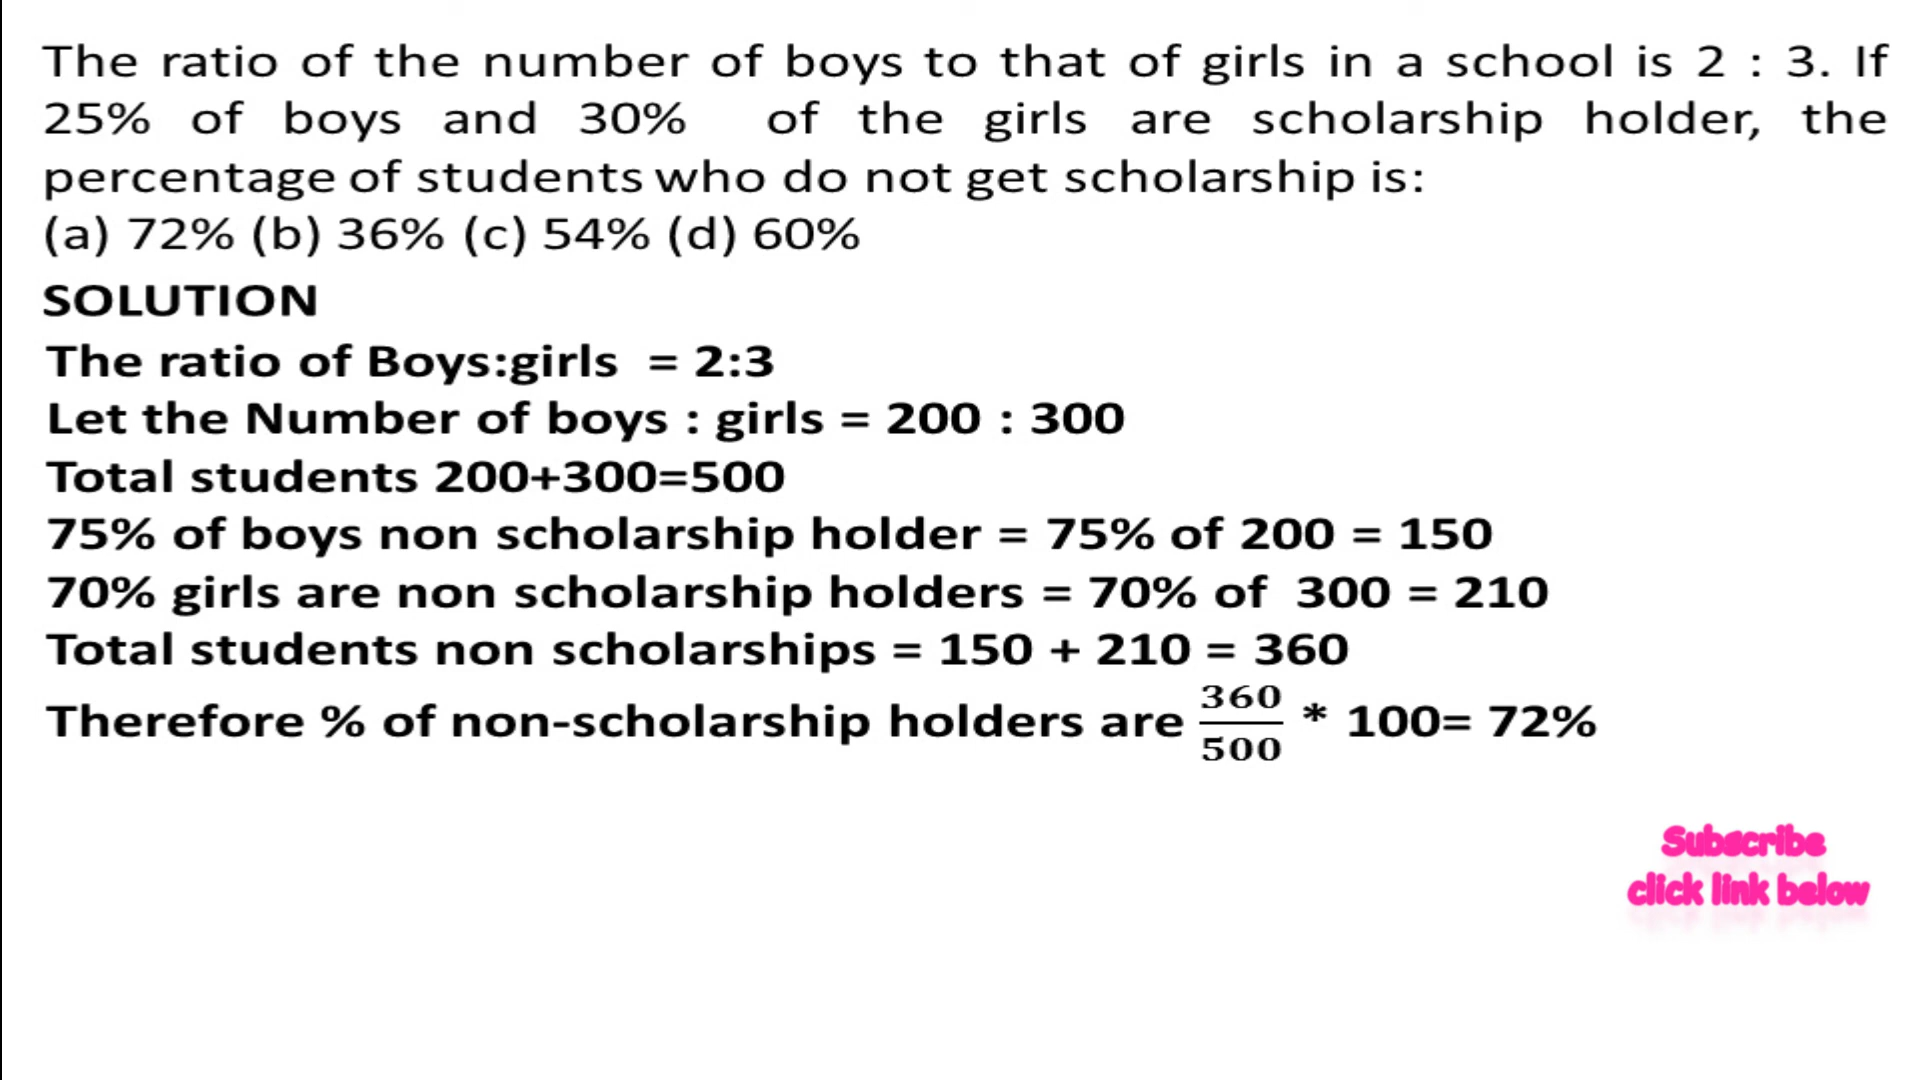 The ratio of the number of boys to that of girls in a school is 2 : 3. If
25% of boys and 30% of the girls are scholarship holder, the
percentage of students who do not get scholarship is:
(a) 72% (b) 36% (c) 54% (d) 60%
SOLUTION
The ratio of Boys:girls = 2:3
Let the Number of boys : girls = 200 : 300
Total students 200+300=500
75% of boys non scholarship holder = 75% of 200 = 150
70% girls are non scholarship holders = 70% of 300 = 210
Total students non scholarships = 150 + 210 = 360
Therefore % of non-scholarship holders are 360/500 * 100= 72%
Subscribe
click link below